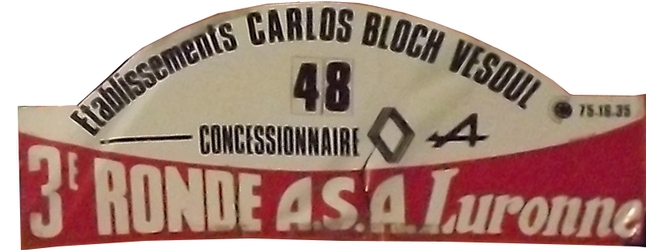 Etablissements CARLOS BLOCH VESOUL
48
75.16.35
CONCESSIONNAIRE
3E RONDE A.S.A. Luronne